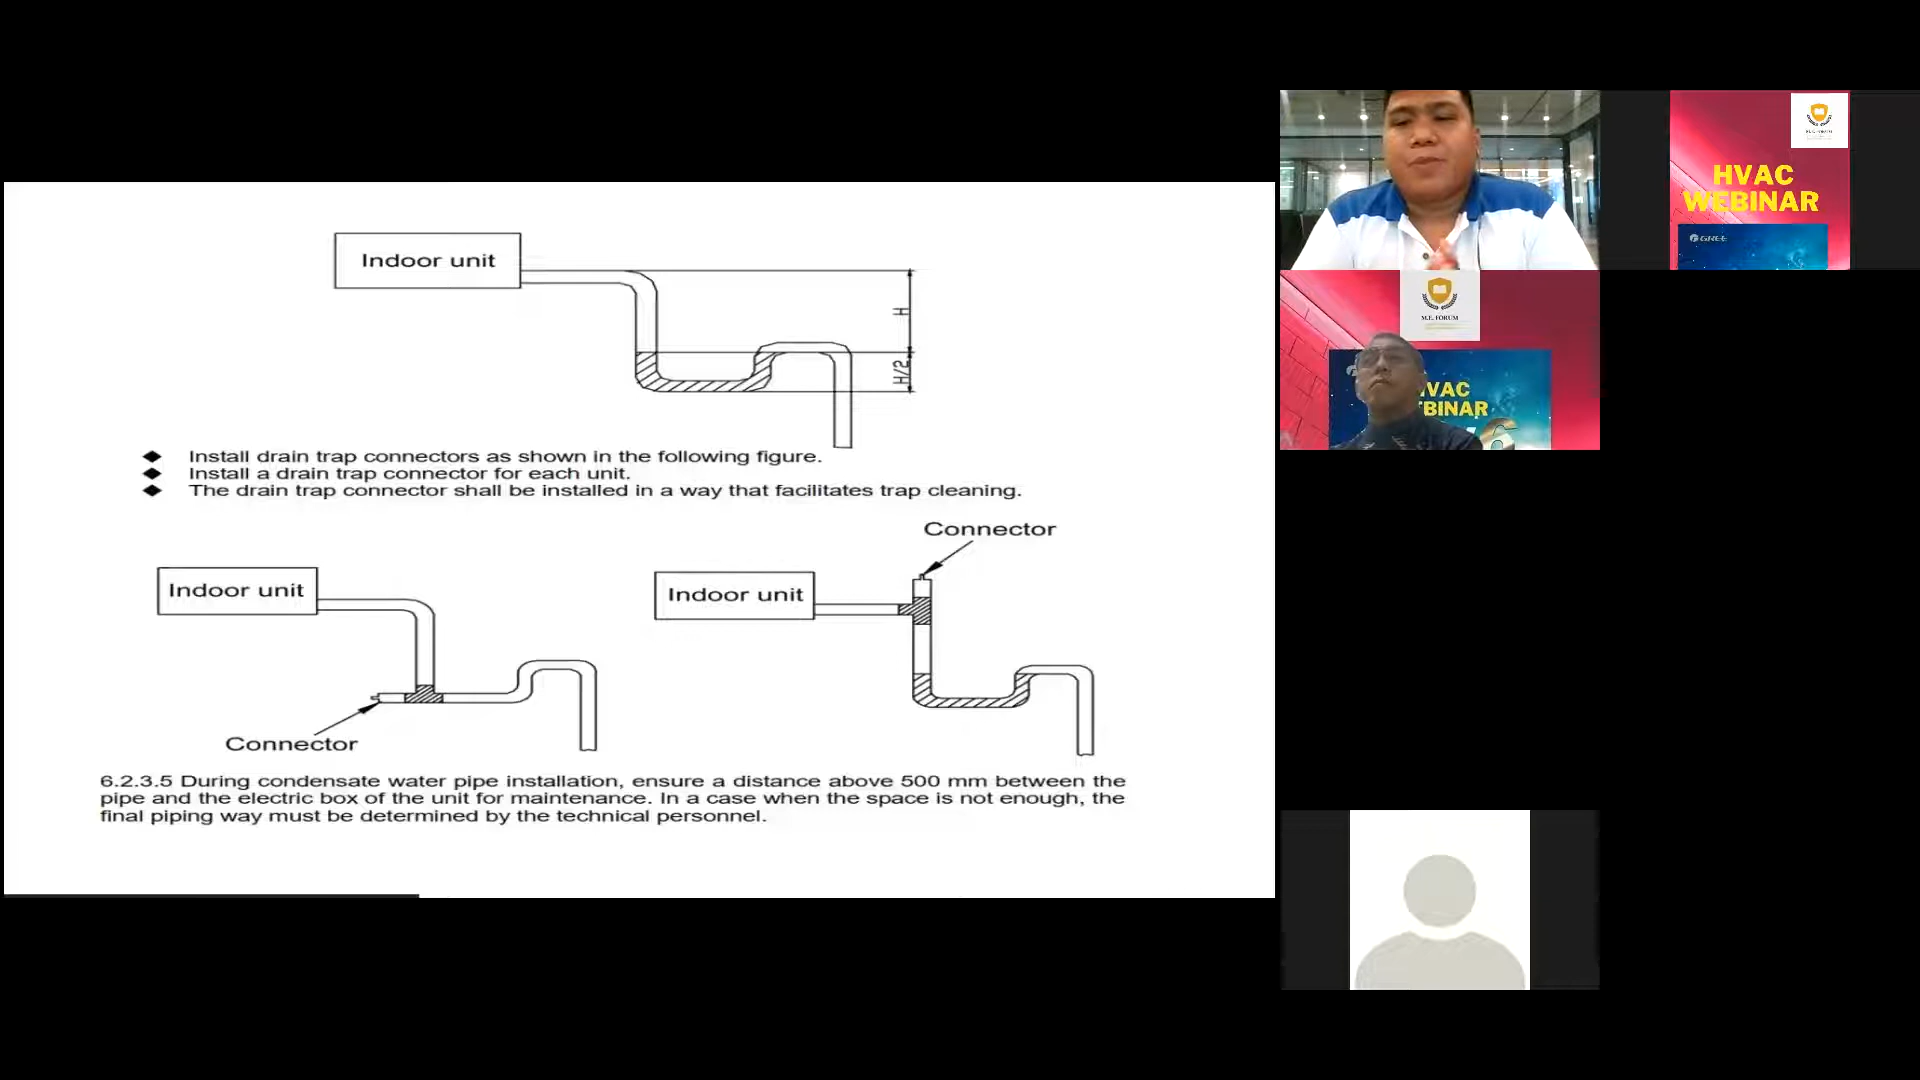 Indoor unit
H
H/2
◆ Install drain trap connectors as shown in the following figure.
◆ Install a drain trap connector for each unit.
◆ The drain trap connector shall be installed in a way that facilitates trap cleaning.
Connector
Indoor unit
Indoor unit
Connector
6.2.3.5 During condensate water pipe installation, ensure a distance above 500 mm between the
pipe and the electric box of the unit for maintenance. In a case when the space is not enough, the
final piping way must be determined by the technical personnel.
M.E. FORUM
HVAC
WEBINAR
GREE
M.E. FORUM
VAC
BINAR
6